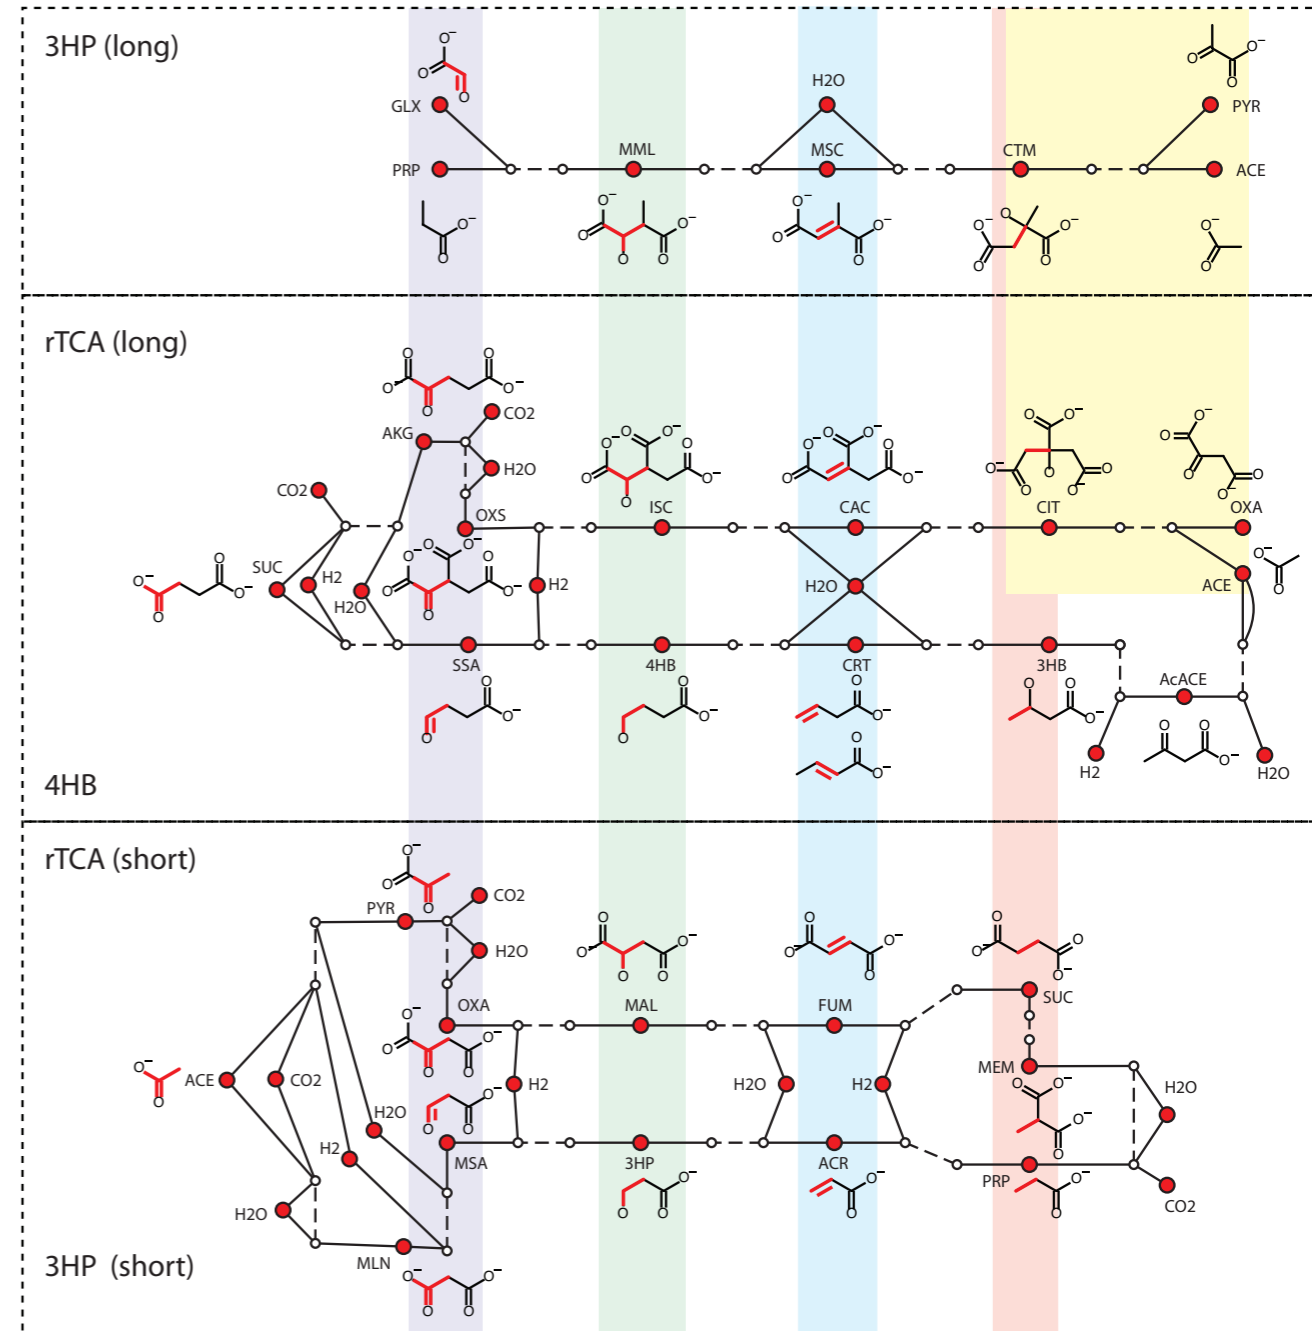 3HP (long)
GLX
H2O
PYR
PRP
MML
MSC
CTM
ACE
rTCA (long)
CO2
AKG
H2O
CO2
OXS
ISC
CAC
CIT
OXA
SUC
H2
H2O
H2
H2O
ACE
SSA
4HB
CRT
3HB
AcACE
H2
H2O
4HB
rTCA (short)
CO2
PYR
H2O
OXA
MAL
FUM
SUC
MEM
ACE
CO2
H2O
H2
H2O
H2
H2O
H2
MSA
3HP
ACR
PRP
CO2
H2O
MLN
3HP (short)